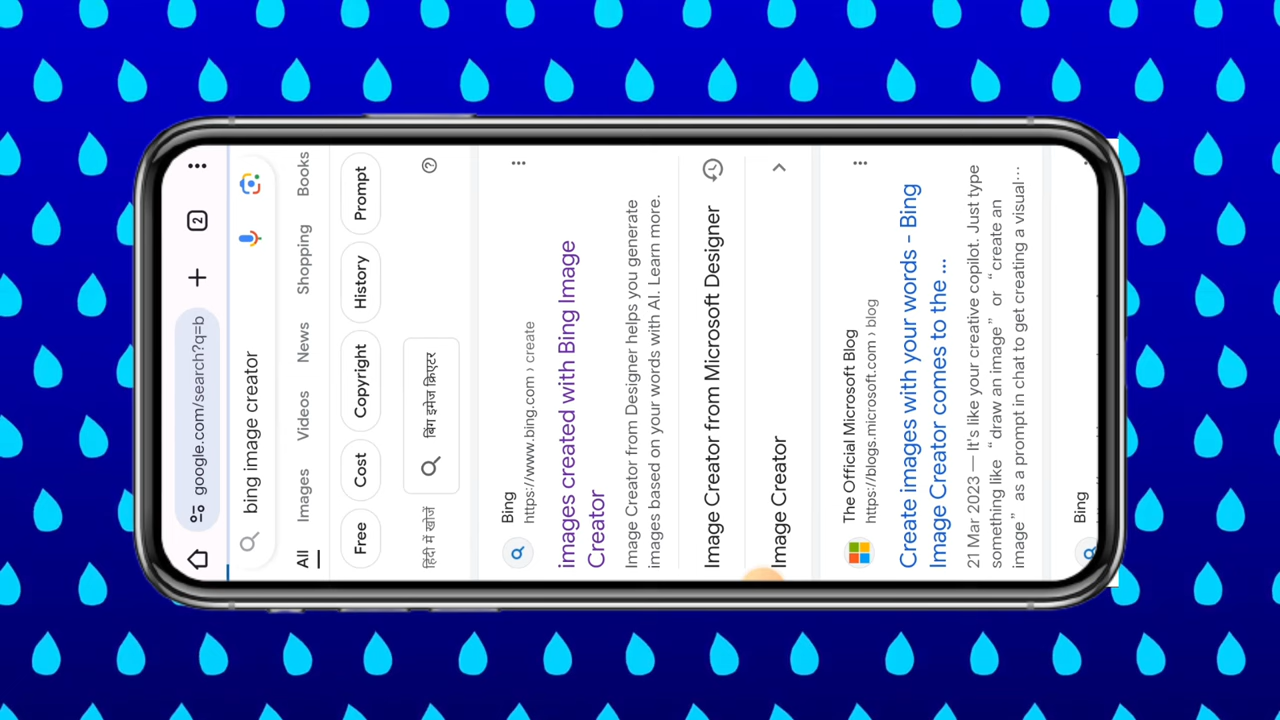 google.com/search?q=b
2
bing image creator
All Images Videos News Shopping Books
Free Cost Copyright History Prompt
हिंदी में खोजें बिंग इमेज क्रिएटर
Bing
https://www.bing.com › create
images created with Bing Image
Creator
Image Creator from Designer helps you generate
images based on your words with AI. Learn more.
Image Creator from Microsoft Designer
Image Creator
The Official Microsoft Blog
https://blogs.microsoft.com › blog
Create images with your words - Bing
Image Creator comes to the ...
21 Mar 2023 — It's like your creative copilot. Just type
something like “ draw an image” or “ create an
image” as a prompt in chat to get creating a visual···
Bing